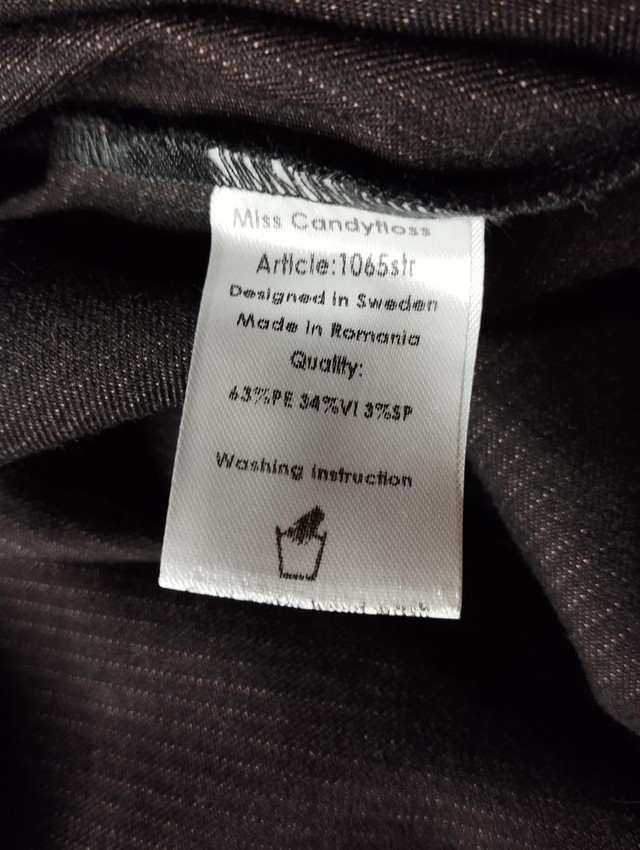 Miss Candyfloss
Article:1065str
Designed in Sweden
Made in Romania
Quality:
63%PE 34%VI 3%SP
Washing instruction